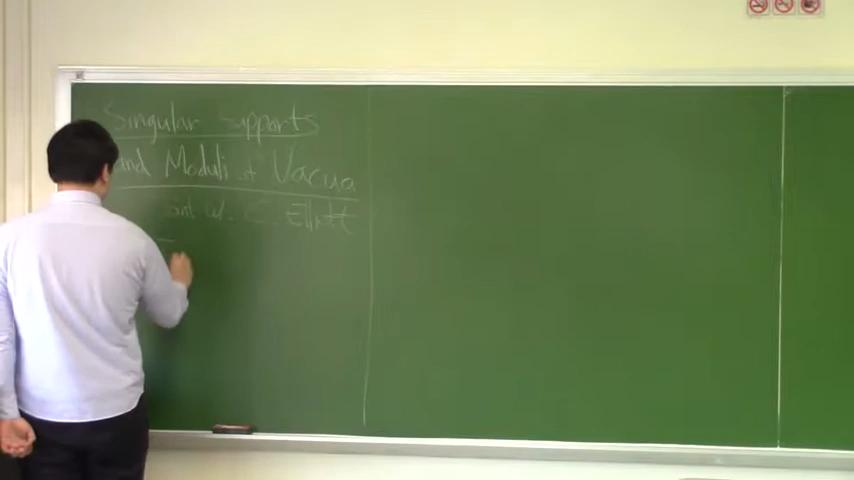 Singular Supports
and Moduli of Vacua
joint w. C. Elliott